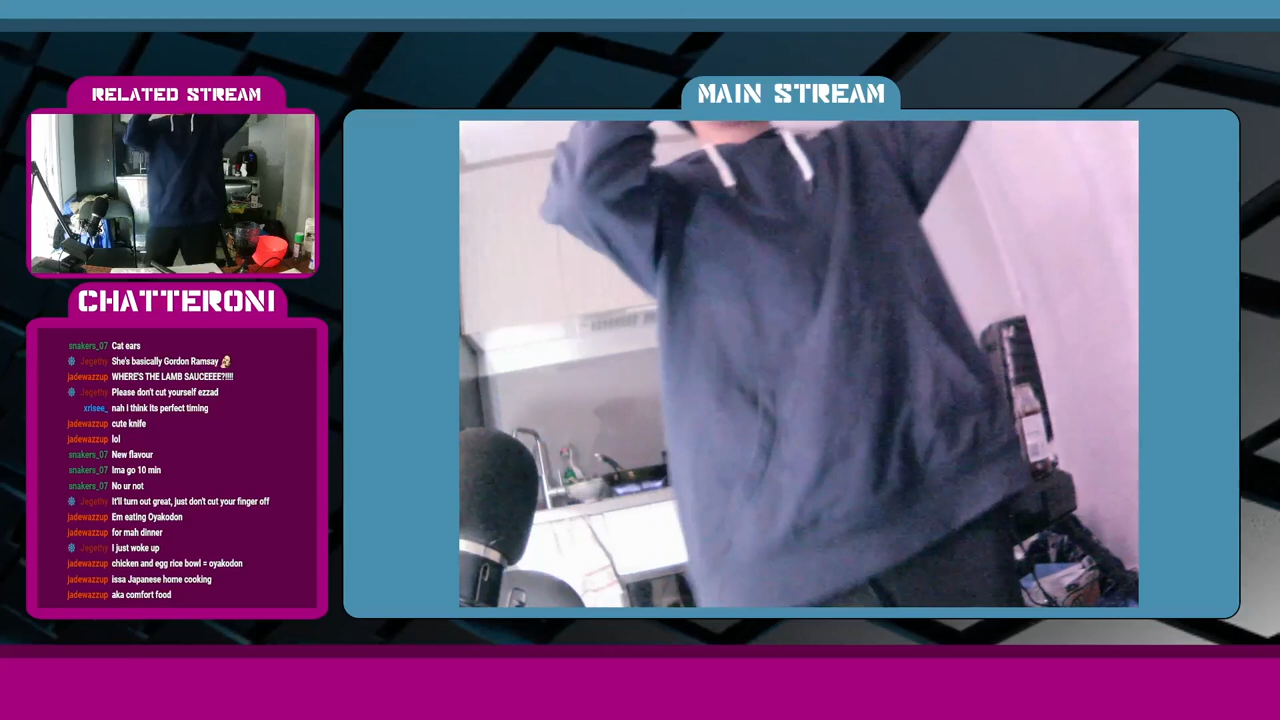 RELATED STREAM
MAIN STREAM
CHATTERONI
snakers_07 Cat ears
Jegethy She's basically Gordon Ramsay
jadewazzup WHERE'S THE LAMB SAUCEEEE?!!!!
Jegethy Please don't cut yourself ezzad
xrisee_ nah i think its perfect timing
jadewazzup cute knife
jadewazzup lol
snakers_07 New flavour
snakers_07 Ima go 10 min
snakers_07 No ur not
Jegethy It'll turn out great, just don't cut your finger off
jadewazzup Em eating Oyakodon
jadewazzup for mah dinner
Jegethy I just woke up
jadewazzup chicken and egg rice bowl = oyakodon
jadewazzup issa Japanese home cooking
jadewazzup aka comfort food